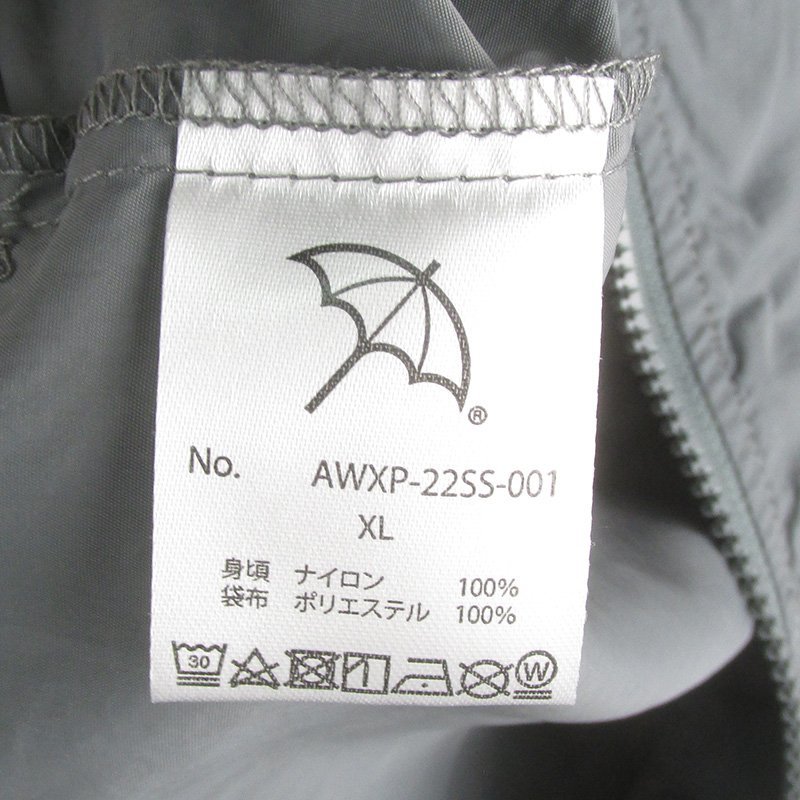 ®
No. AWXP-22SS-001
XL
身頃 ナイロン 100%
袋布 ポリエステル 100%
30
W